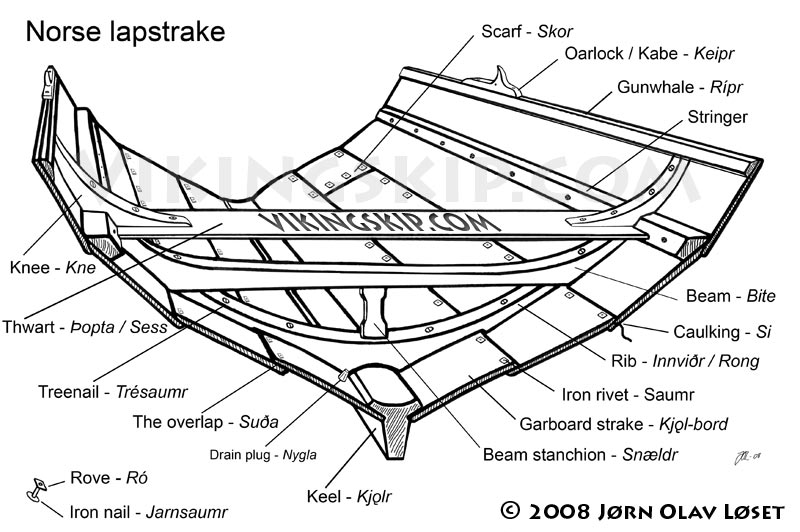 Norse lapstrake
Scarf - Skor
Oarlock / Kabe - Keipr
Gunwhale - Rípr
Stringer
VIKINGSKIP.COM
VIKINGSKIP.COM
Knee - Kne
Beam - Bite
Thwart - Þopta / Sess
Caulking - Si
Rib - Innviðr / Rong
Treenail - Trésaumr
Iron rivet - Saumr
The overlap - Suða
Garboard strake - Kjǫl-bord
Drain plug - Nygla
Beam stanchion - Snældr
Rove - Ró
Keel - Kjǫlr
Iron nail - Jarnsaumr
© 2008 Jørn Olav Løset